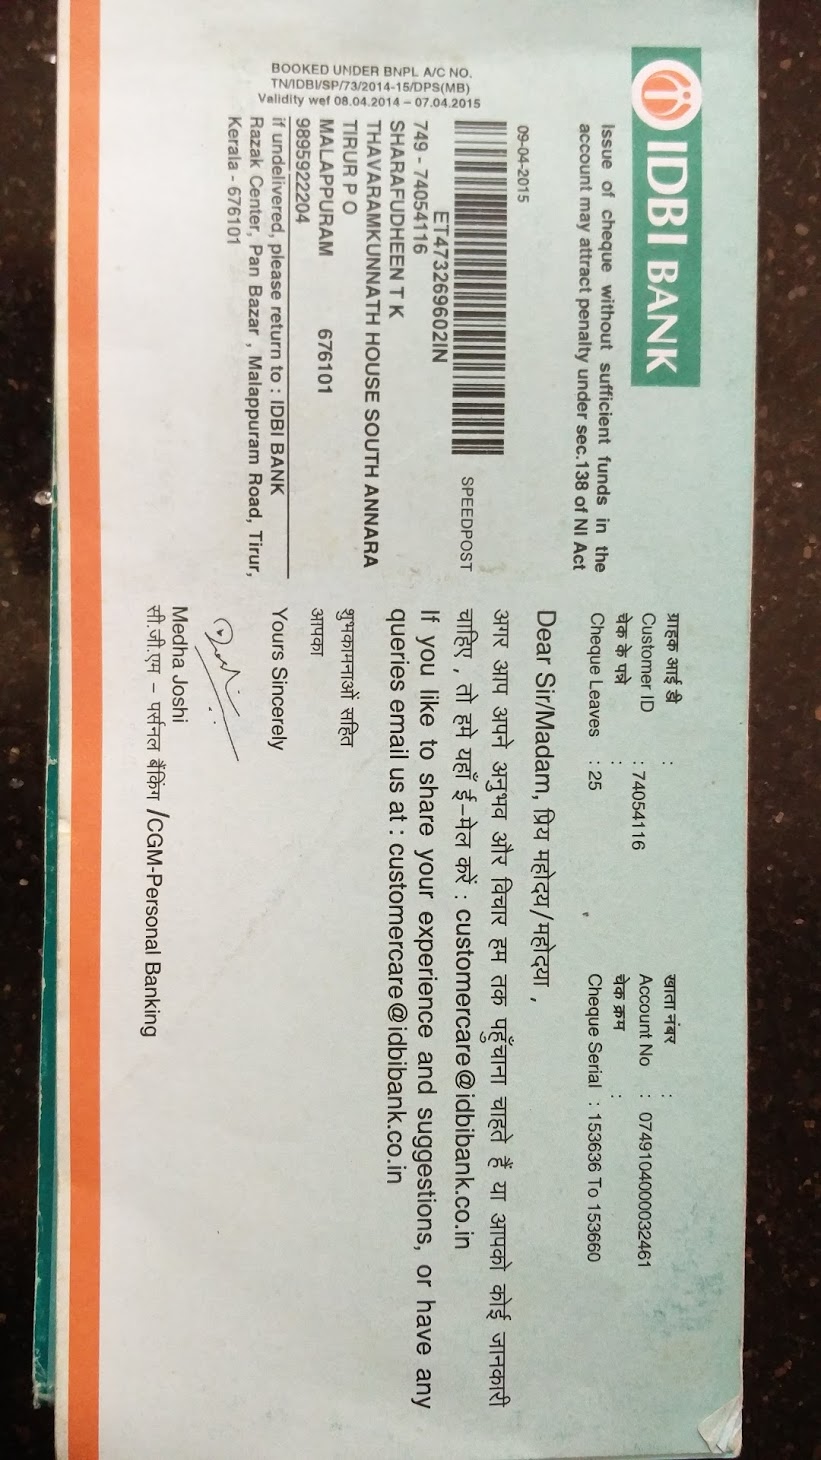 IDBI BANK
Issue of cheque without sufficient funds in the
account may attract penalty under sec.138 of NI Act
ग्राहक आई डी :
Customer ID : 74054116
चेक के पन्ने :
Cheque Leaves : 25
खाता नंबर :
Account No : 0749104000032461
चेक क्रम :
Cheque Serial : 153636 To 153660
09-04-2015
BOOKED UNDER BNPL A/C NO.
TN/IDBI/SP/73/2014-15/DPS(MB)
Validity wef 08.04.2014 – 07.04.2015
SPEEDPOST
ET473269602IN
749 - 74054116
SHARAFUDHEEN T K
THAVARAMKUNNATH HOUSE SOUTH ANNARA
TIRUR P O
MALAPPURAM 676101
9895922204
if undelivered, please return to : IDBI BANK
Razak Center, Pan Bazar , Malappuram Road, Tirur,
Kerala - 676101
Dear Sir/Madam, प्रिय महोदय/महोदया ,
अगर आप अपने अनुभव और विचार हम तक पहुँचाना चाहते हैं या आपको कोई जानकारी
चाहिए , तो हमे यहाँ ई-मेल करें : customercare@idbibank.co.in
If you like to share your experience and suggestions, or have any
queries email us at : customercare@idbibank.co.in
शुभकामनाओं सहित
आपका
Yours Sincerely
Medha Joshi
सी.जी.एम – पर्सनल बैंकिंग /CGM-Personal Banking